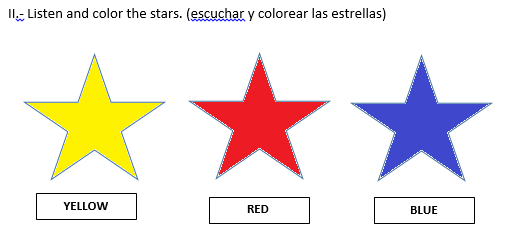 II.- Listen and color the stars. (escuchar y colorear las estrellas)
YELLOW
RED
BLUE